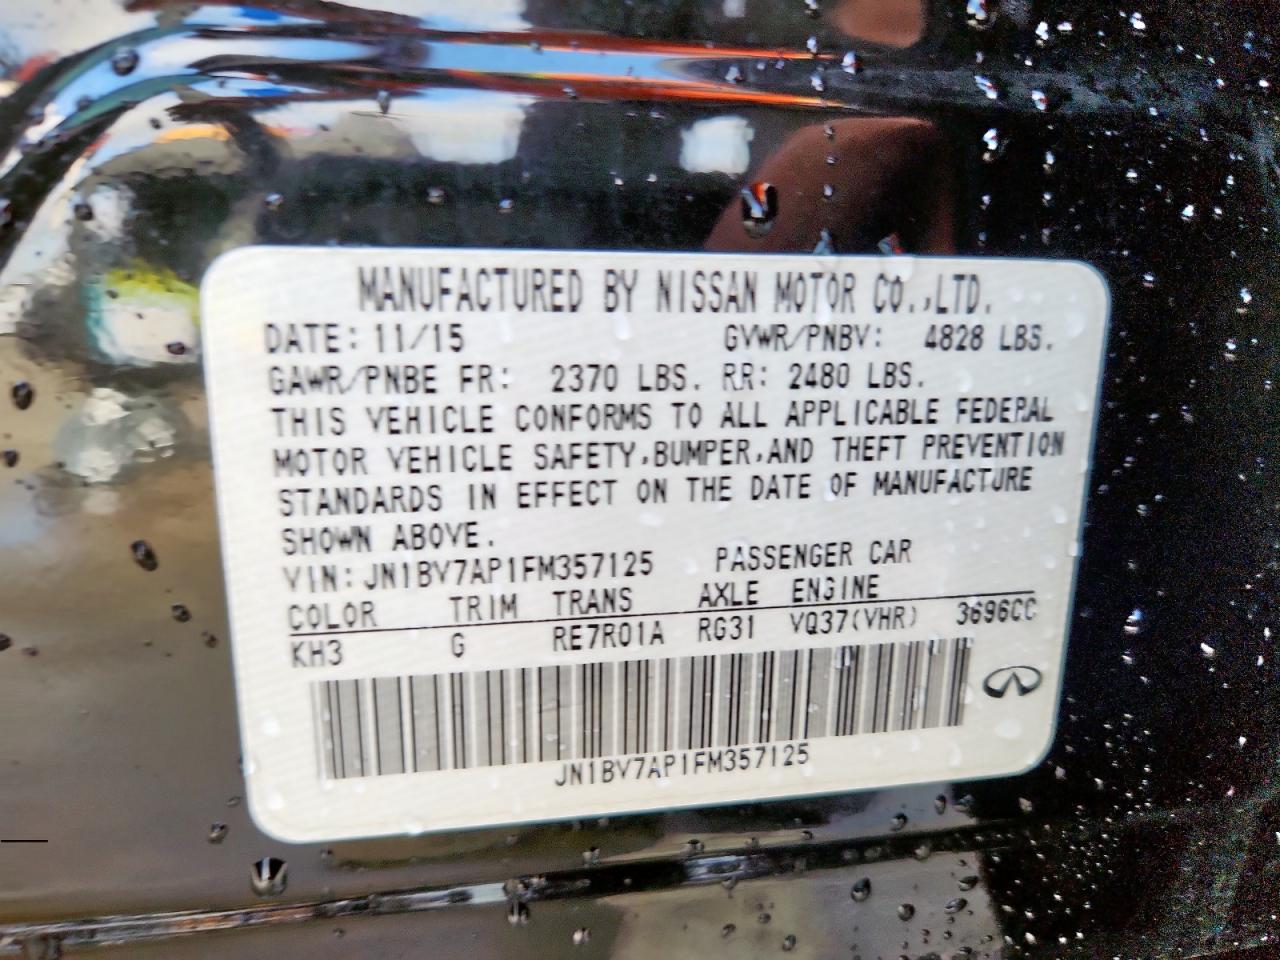 MANUFACTURED BY NISSAN MOTOR CO.,LTD.
DATE: 11/15 GVWR/PNBV: 4828 LBS.
GAWR/PNBE FR: 2370 LBS. RR: 2480 LBS.
THIS VEHICLE CONFORMS TO ALL APPLICABLE FEDERAL
MOTOR VEHICLE SAFETY,BUMPER,AND THEFT PREVENTION
STANDARDS IN EFFECT ON THE DATE OF MANUFACTURE
SHOWN ABOVE.
VIN: JN1BV7AP1FM357125 PASSENGER CAR
COLOR TRIM TRANS AXLE ENGINE
KH3 G RE7R01A RG31 VQ37(VHR) 3696CC
JN1BV7AP1FM357125